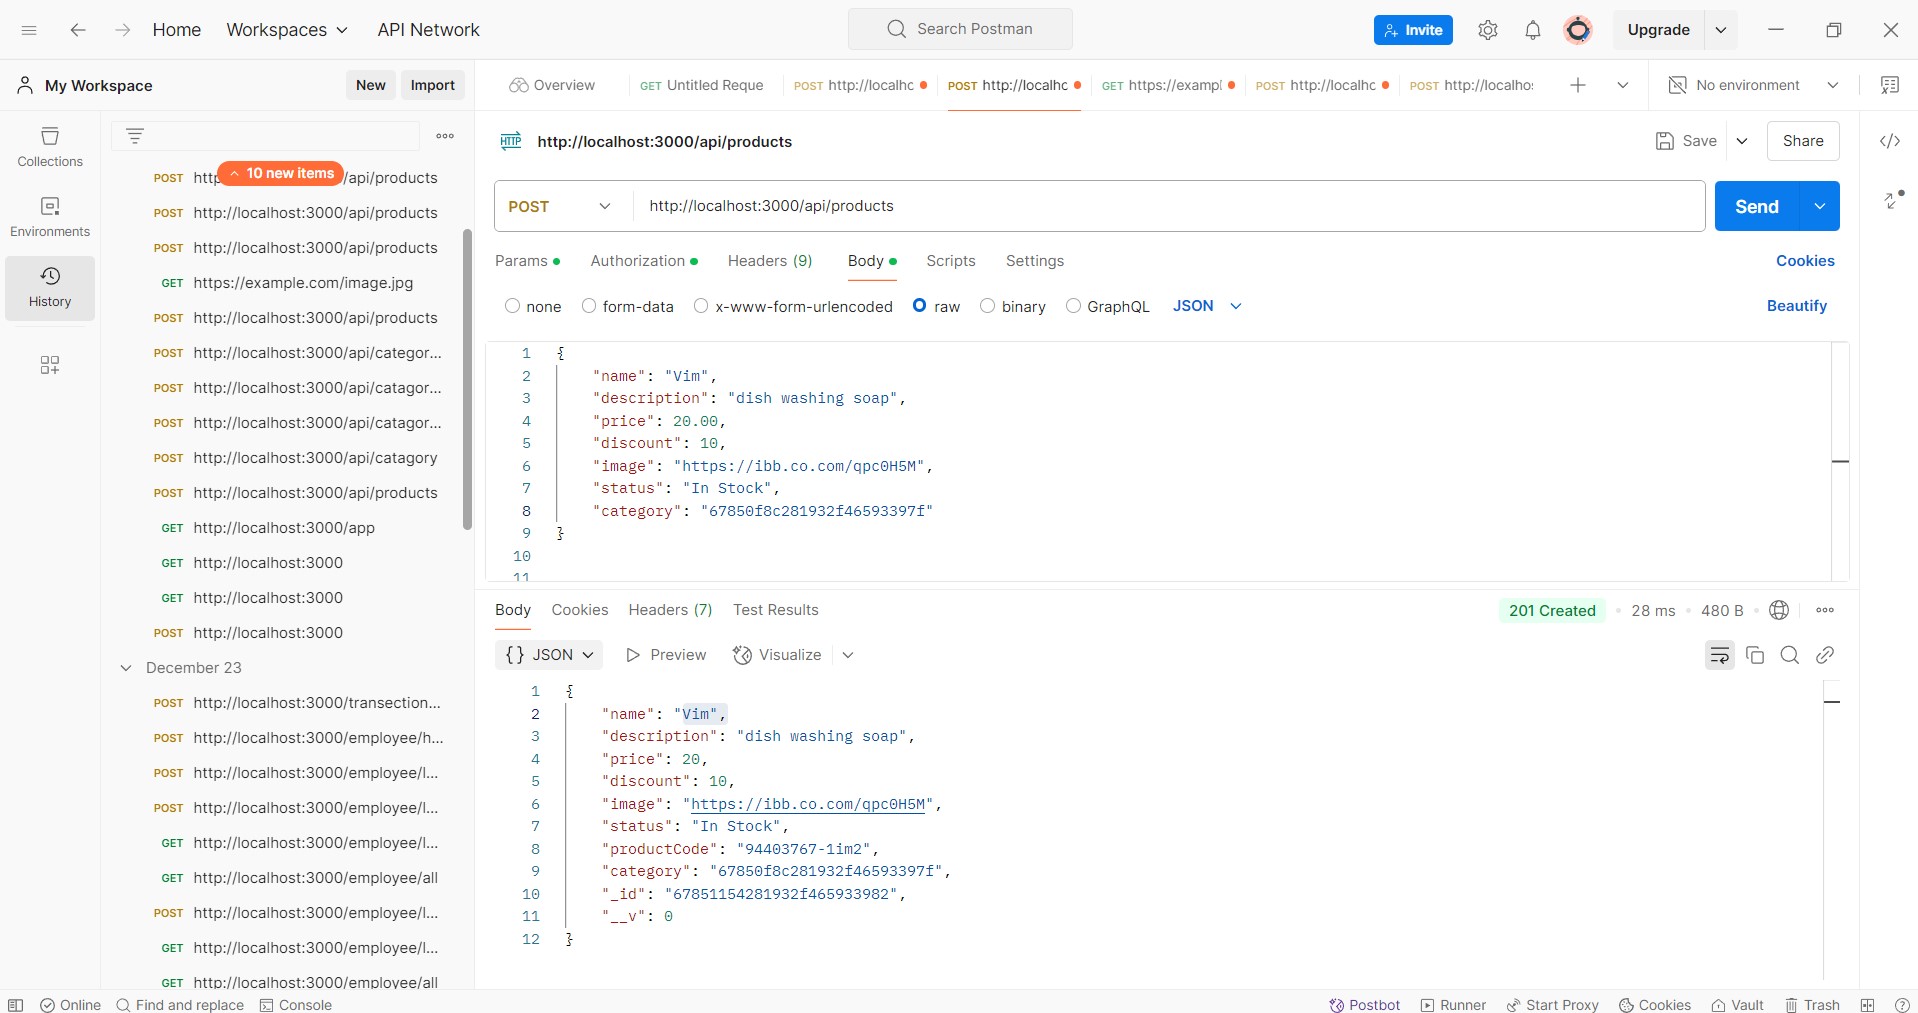 Home Workspaces API Network Search Postman Invite Upgrade
My Workspace New Import Overview GET Untitled Reque POST http://localhc POST http://localhc GET https://exampl POST http://localhc POST http://localhos No environment
Collections
Environments
History
10 new items
POST http /api/products
POST http://localhost:3000/api/products
POST http://localhost:3000/api/products
GET https://example.com/image.jpg
POST http://localhost:3000/api/products
POST http://localhost:3000/api/categor...
POST http://localhost:3000/api/catagor...
POST http://localhost:3000/api/catagor...
POST http://localhost:3000/api/catagory
POST http://localhost:3000/api/products
GET http://localhost:3000/app
GET http://localhost:3000
GET http://localhost:3000
POST http://localhost:3000
December 23
POST http://localhost:3000/transection...
POST http://localhost:3000/employee/h...
POST http://localhost:3000/employee/l...
POST http://localhost:3000/employee/l...
GET http://localhost:3000/employee/l...
GET http://localhost:3000/employee/all
POST http://localhost:3000/employee/l...
GET http://localhost:3000/employee/l...
GET http://localhost:3000/employee/all
HTTP http://localhost:3000/api/products Save Share
POST http://localhost:3000/api/products Send
Params Authorization Headers (9) Body Scripts Settings Cookies
none form-data x-www-form-urlencoded raw binary GraphQL JSON Beautify
1 {
2 "name": "Vim",
3 "description": "dish washing soap",
4 "price": 20.00,
5 "discount": 10,
6 "image": "https://ibb.co.com/qpc0H5M",
7 "status": "In Stock",
8 "category": "67850f8c281932f46593397f"
9 }
10
11
Body Cookies Headers (7) Test Results 201 Created 28 ms 480 B
{} JSON Preview Visualize
1 {
2 "name": "Vim",
3 "description": "dish washing soap",
4 "price": 20,
5 "discount": 10,
6 "image": "https://ibb.co.com/qpc0H5M",
7 "status": "In Stock",
8 "productCode": "94403767-1im2",
9 "category": "67850f8c281932f46593397f",
10 "_id": "67851154281932f465933982",
11 "__v": 0
12 }
Online Find and replace Console Postbot Runner Start Proxy Cookies Vault Trash